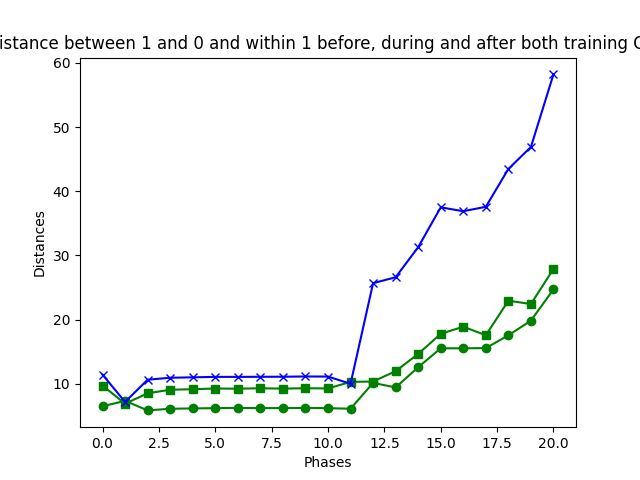 istance between 1 and 0 and within 1 before, during and after both training
60
50
40
30
20
10
Distances
0.0 2.5 5.0 7.5 10.0 12.5 15.0 17.5 20.0
Phases